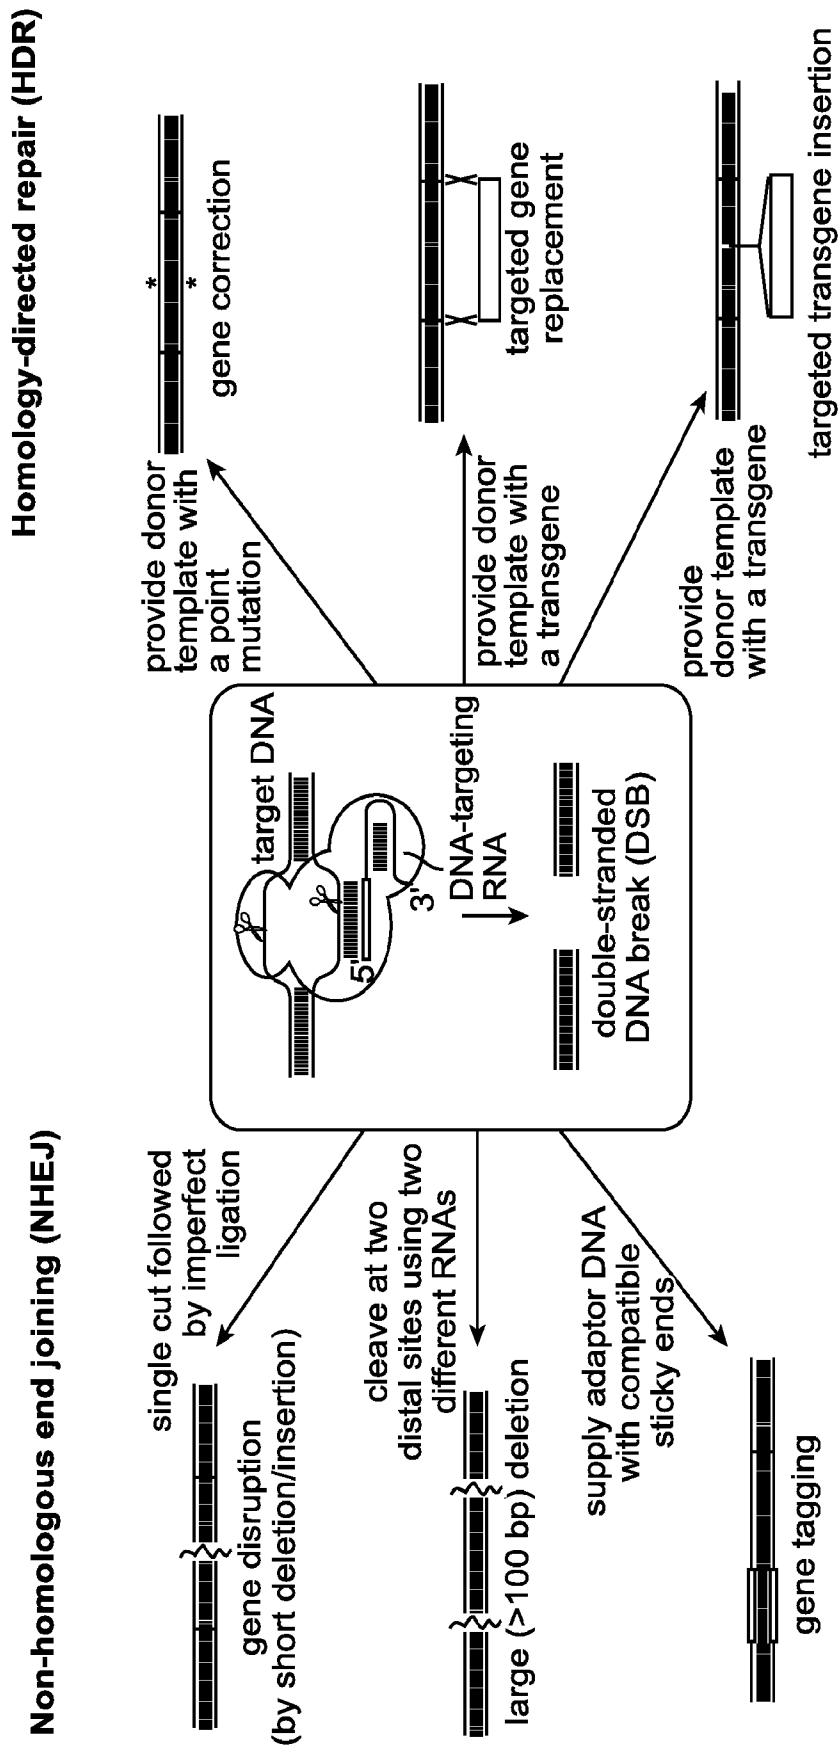 Non-homologous end joining (NHEJ)
single cut followed
by imperfect
ligation
gene disruption
(by short deletion/insertion)
cleave at two
distal sites using two
different RNAs
large (>100 bp) deletion
supply adaptor DNA
with compatible
sticky ends
gene tagging
target DNA
5'
3'
DNA-targeting
RNA
double-stranded
DNA break (DSB)
Homology-directed repair (HDR)
provide donor
template with
a point
mutation
*
*
gene correction
provide donor
template with
a transgene
targeted gene
replacement
provide
donor template
with a transgene
targeted transgene insertion